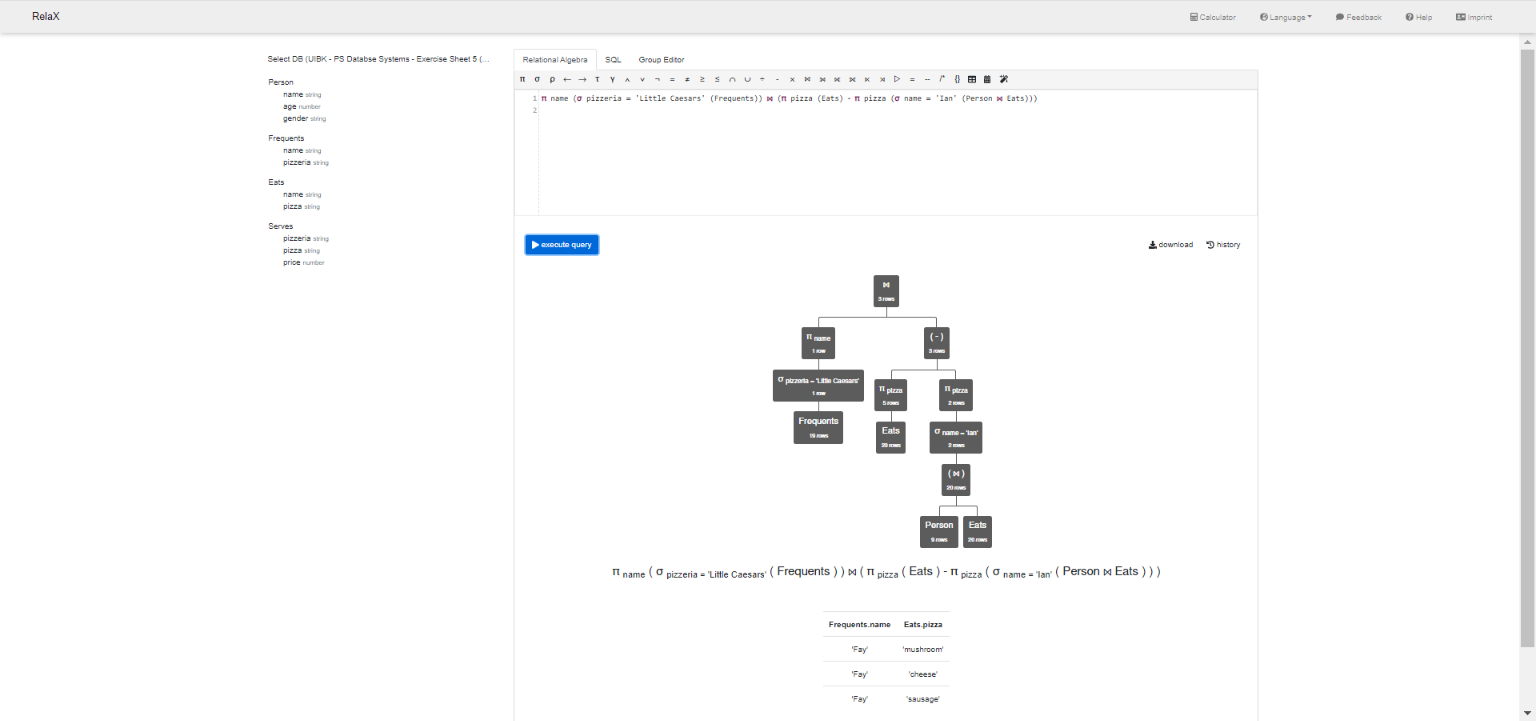 RelaX
Calculator Language Feedback Help Imprint
Select DB (UIBK - PS Databse Systems - Exercise Sheet 5 (...
Person
name string
age number
gender string
Frequents
name string
pizzeria string
Eats
name string
pizza string
Serves
pizzeria string
pizza string
price number
Relational Algebra SQL Group Editor
π σ ρ ← → τ γ ∧ ∨ ¬ = ≠ ≥ ≤ ∩ ∪ ÷ - ⨯ ⨝ ⟕ ⟖ ⟗ ⋉ ⋊ ▷ = -- /* {}
1 π name (σ pizzeria = 'Little Caesars' (Frequents)) ⨝ (π pizza (Eats) - π pizza (σ name = 'Ian' (Person ⨝ Eats)))
2
execute query
download history
⨝
3 rows
π name
1 row
( - )
3 rows
σ pizzeria = 'Little Caesars'
1 row
π pizza
5 rows
π pizza
2 rows
Frequents
19 rows
Eats
20 rows
σ name = 'Ian'
2 rows
( ⨝ )
20 rows
Person
9 rows
Eats
20 rows
π name ( σ pizzeria = 'Little Caesars' ( Frequents ) ) ⨝ ( π pizza ( Eats ) - π pizza ( σ name = 'Ian' ( Person ⨝ Eats ) ) )
Frequents.name Eats.pizza
'Fay' 'mushroom'
'Fay' 'cheese'
'Fay' 'sausage'